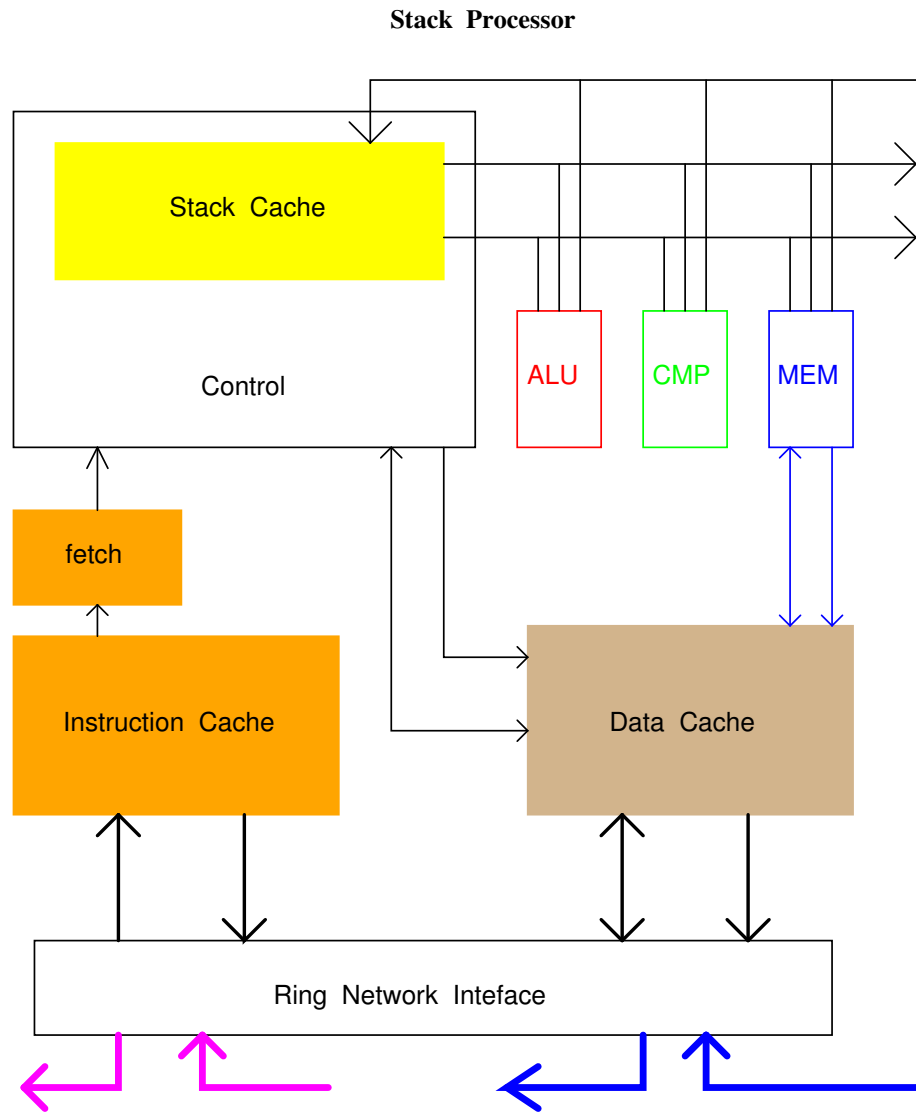 Stack Processor
Stack Cache
Control
ALU
CMP
MEM
fetch
Instruction Cache
Data Cache
Ring Network Inteface